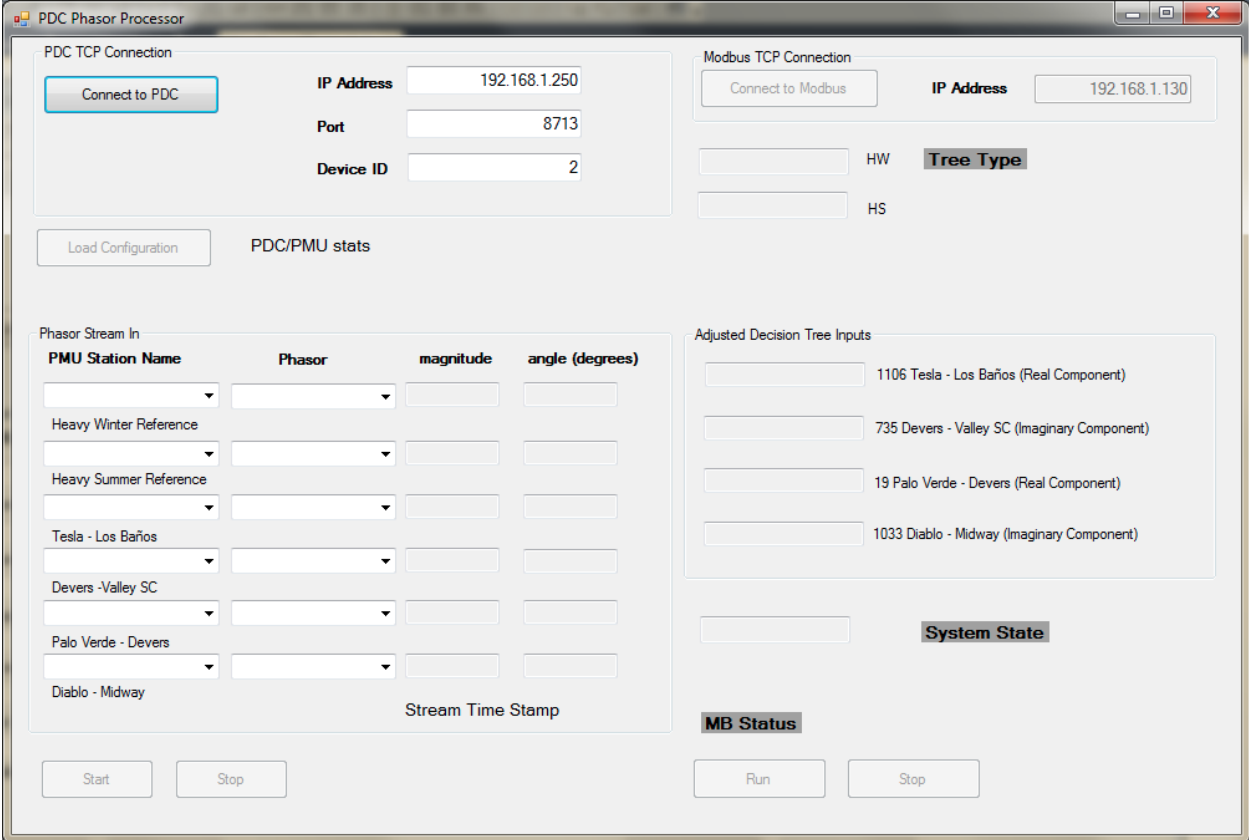 PDC Phasor Processor
PDC TCP Connection
Connect to PDC
IP Address
192.168.1.250
Port
8713
Device ID
2
Modbus TCP Connection
Connect to Modbus
IP Address
192.168.1.130
HW
Tree Type
HS
Load Configuration
PDC/PMU stats
Phasor Stream In
PMU Station Name
Phasor
magnitude
angle (degrees)
Heavy Winter Reference
Heavy Summer Reference
Tesla - Los Baños
Devers -Valley SC
Palo Verde - Devers
Diablo - Midway
Stream Time Stamp
Start
Stop
Adjusted Decision Tree Inputs
1106 Tesla - Los Baños (Real Component)
735 Devers - Valley SC (Imaginary Component)
19 Palo Verde - Devers (Real Component)
1033 Diablo - Midway (Imaginary Component)
System State
MB Status
Run
Stop